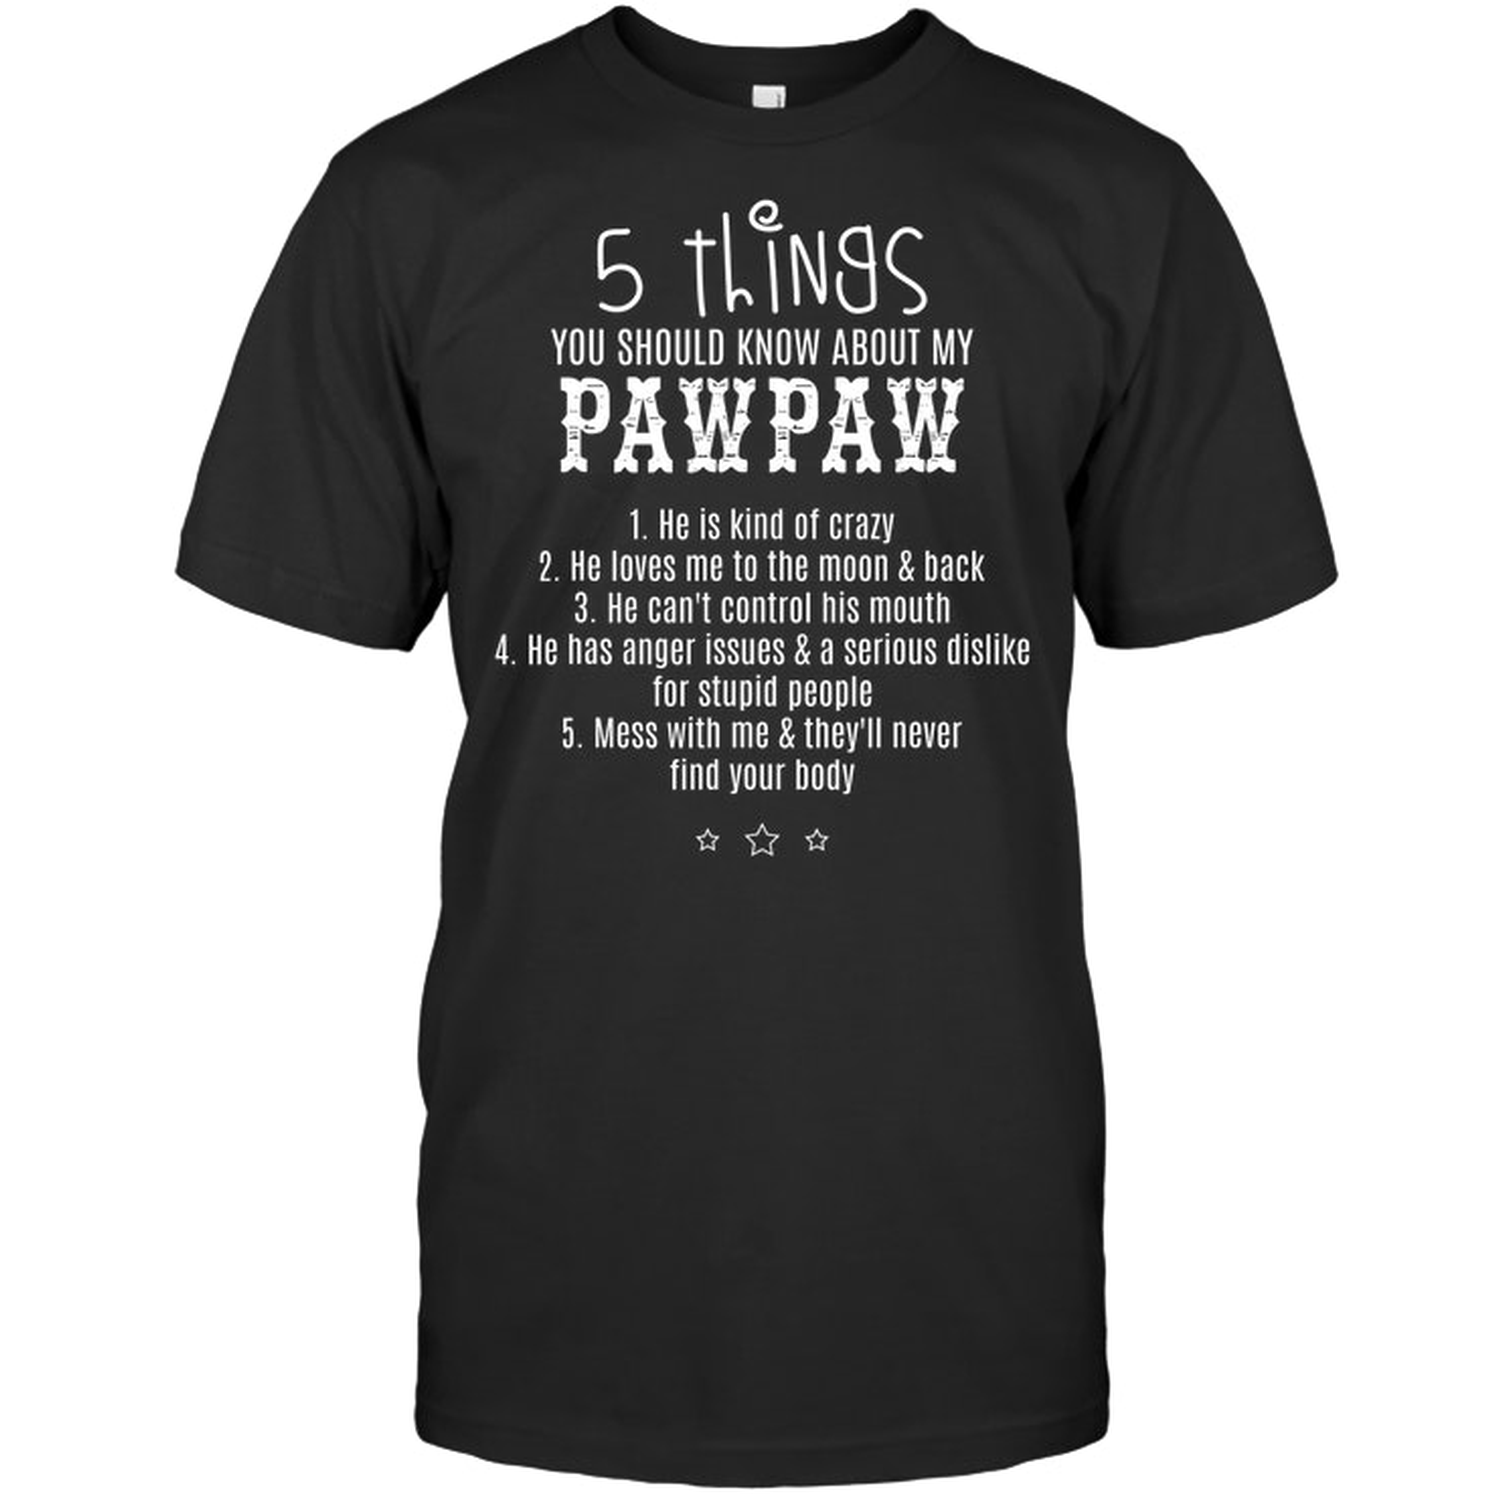 5 things
YOU SHOULD KNOW ABOUT MY
PAWPAW
1. He is kind of crazy
2. He loves me to the moon & back
3. He can't control his mouth
4. He has anger issues & a serious dislike
for stupid people
5. Mess with me & they'll never
find your body